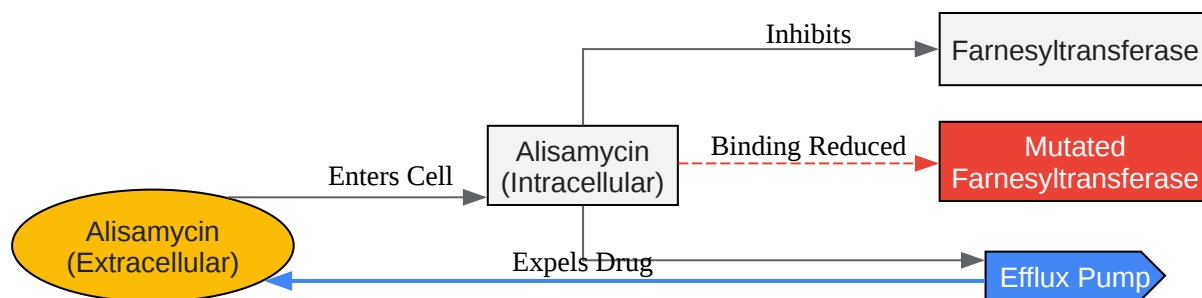 Inhibits
Farnesyltransferase
Alisamycin
(Intracellular)
Binding Reduced
Mutated
Farnesyltransferase
Enters Cell
Alisamycin
(Extracellular)
Expels Drug
Efflux Pump